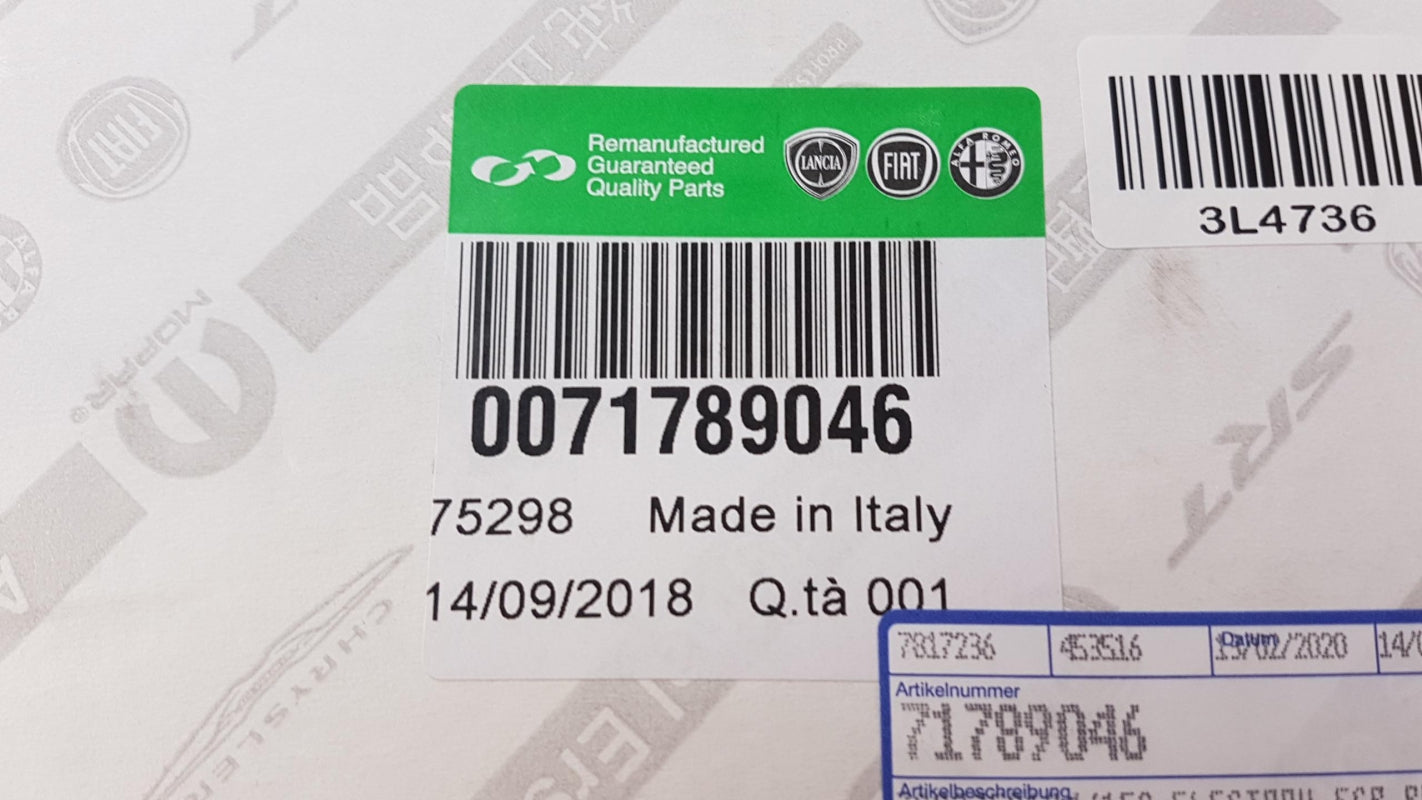 Remanufactured
Guaranteed
Quality Parts
LANCIA
FIAT
ALFA ROMEO
3L4736
0071789046
75298 Made in Italy
14/09/2018 Q.tà 001
7817236 453516 Datum 13/02/2020
Artikelnummer
71789046
Artikelbeschreibung
FIAT
MOPAR®
SRT
CHRYSLER